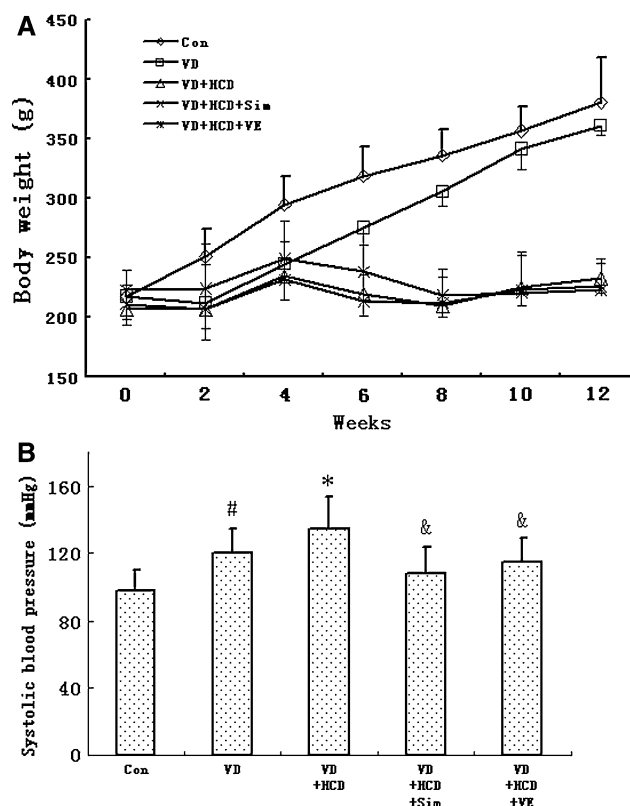 A
450
400
350
300
250
200
150
Body weight (g)
Con
VD
VD+HCD
VD+HCD+Sim
VD+HCD+VE
0 2 4 6 8 10 12
Weeks
B
160
120
80
40
0
Systolic blood pressure (mmHg)
# * & &
Con VD VD VD VD
+HCD +HCD +HCD
+Sim +VE